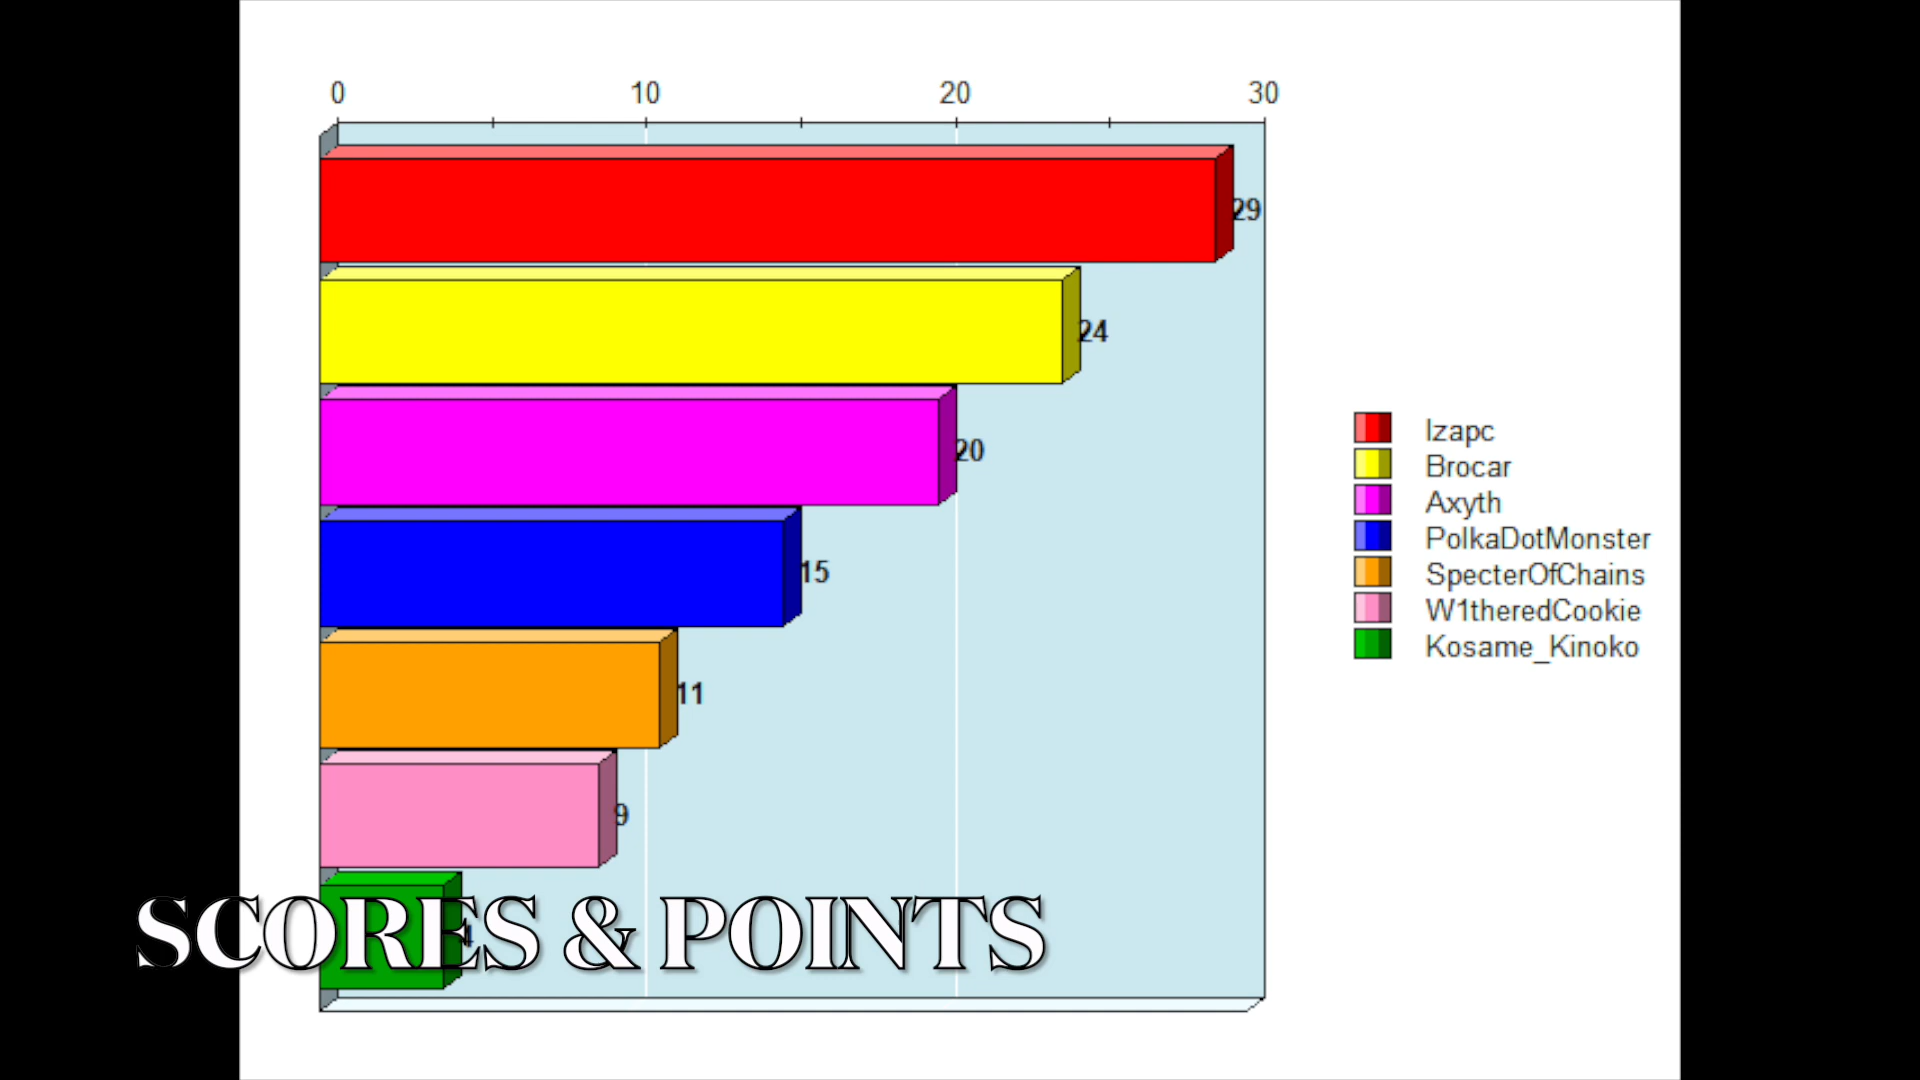 0 10 20 30
29
24
20
15
11
9
4
Izapc
Brocar
Axyth
PolkaDotMonster
SpecterOfChains
W1theredCookie
Kosame_Kinoko
SCORES & POINTS